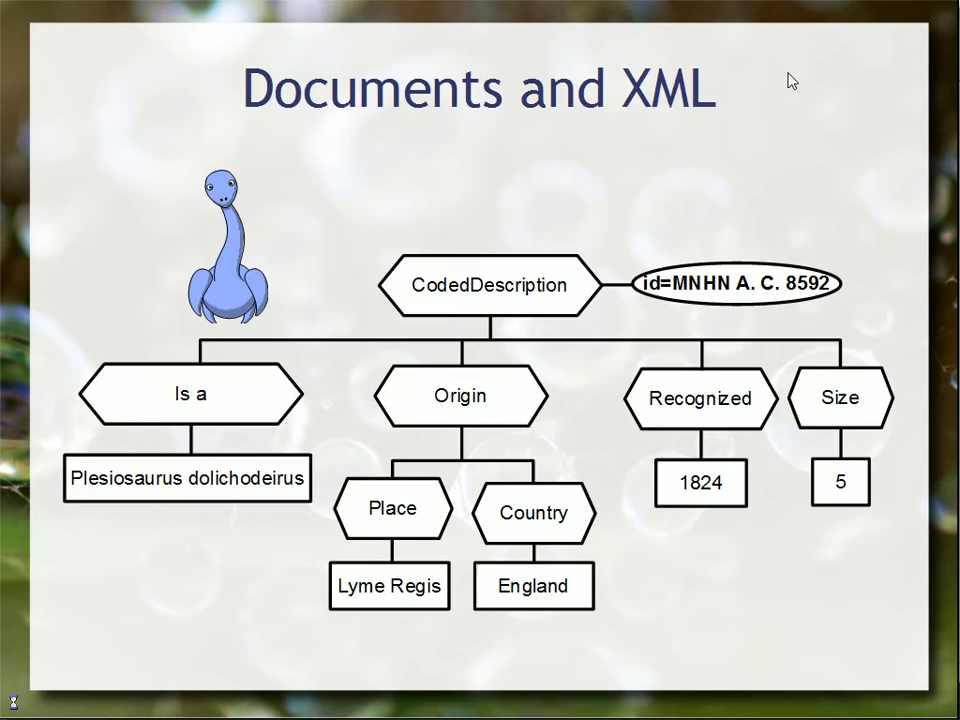 Documents and XML
CodedDescription
id=MNHN A. C. 8592
Is a
Origin
Recognized
Size
Plesiosaurus dolichodeirus
1824
5
Place
Country
Lyme Regis
England